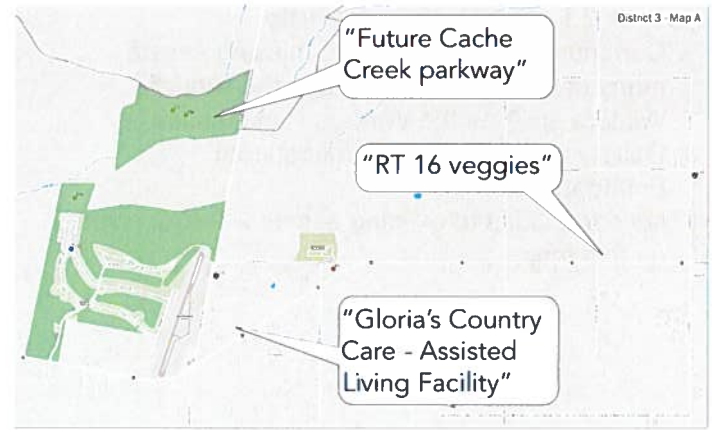 District 3 - Map A
"Future Cache
Creek parkway"
"RT 16 veggies"
"Gloria's Country
Care - Assisted
Living Facility"